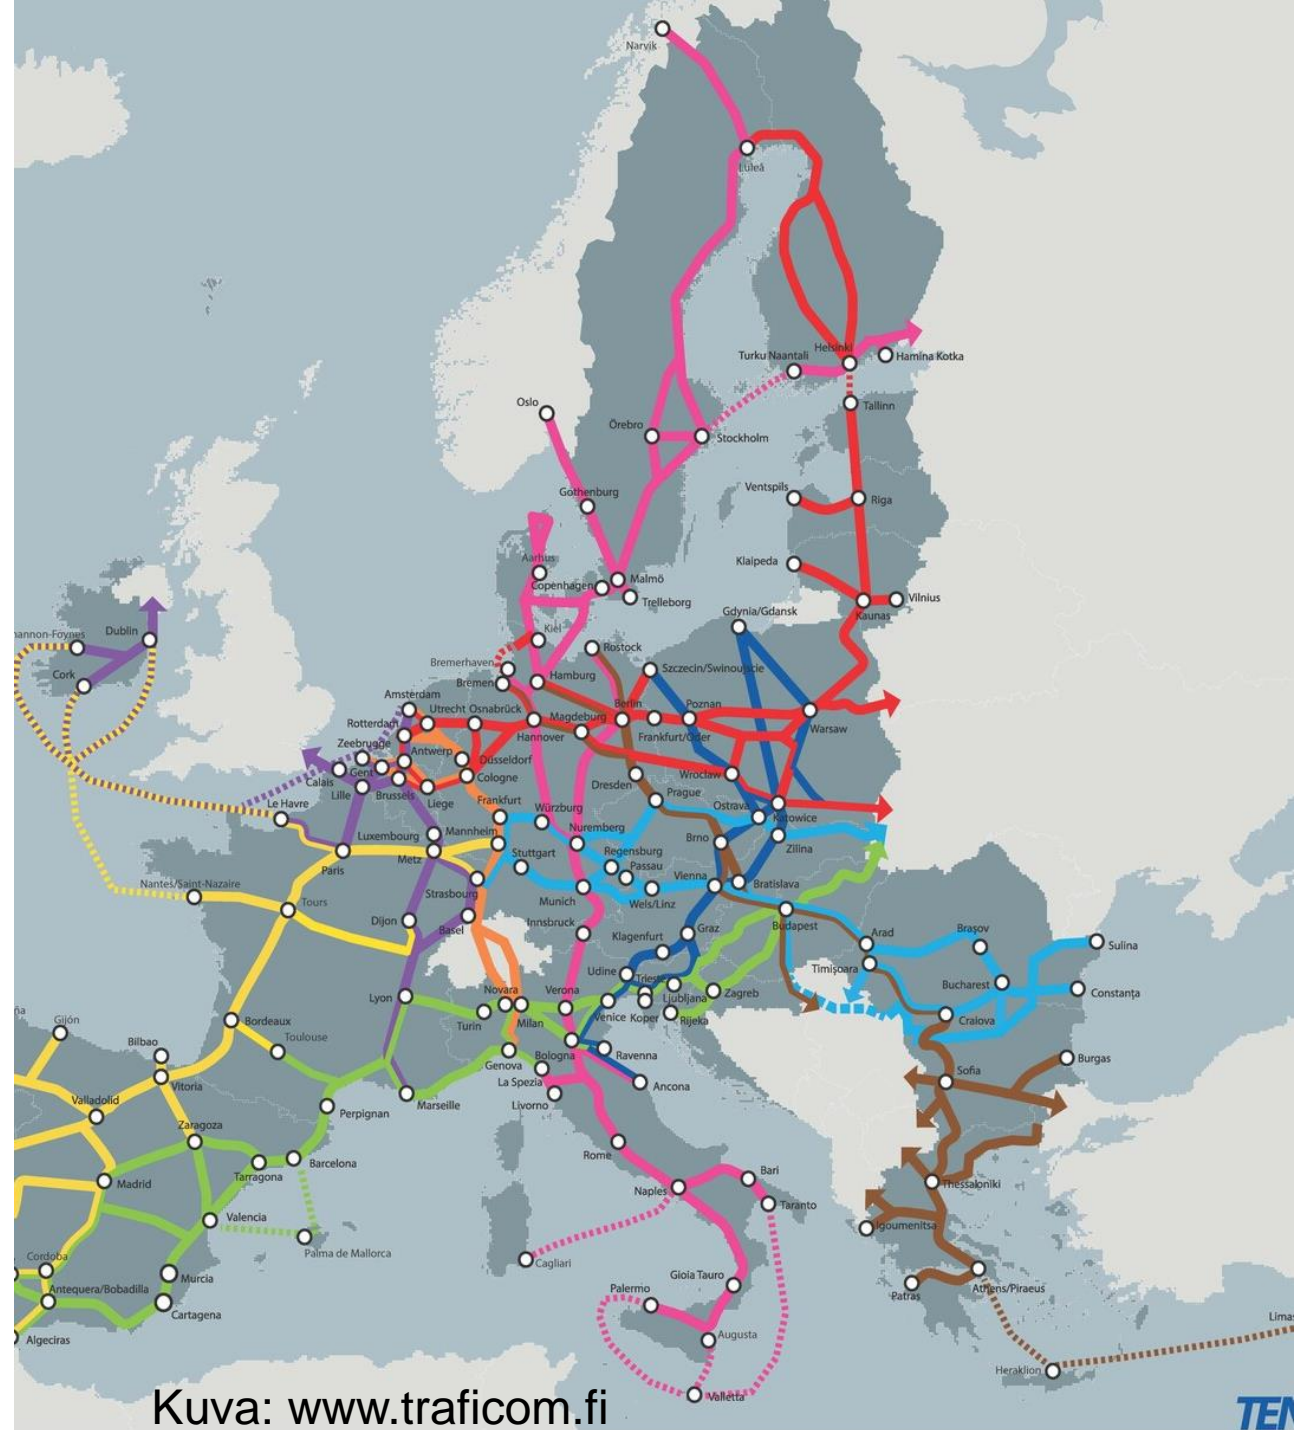 Narvik
Luleå
Helsinki
Turku Naantali
Hamina Kotka
Oslo
Tallinn
Örebro
Stockholm
Gothenburg
Ventspils
Riga
Aarhus
Klaipeda
Copenhagen
Malmö
Trelleborg
Vilnius
Gdynia/Gdansk
Kaunas
hannon-Foynes
Dublin
Kiel
Rostock
Cork
Bremerhaven
Szczecin/Swinoujscie
Bremen
Hamburg
Amsterdam
Berlin
Poznan
Utrecht
Osnabrück
Magdeburg
Rotterdam
Hannover
Frankfurt/Oder
Warsaw
Zeebrugge
Antwerp
Düsseldorf
Gent
Calais
Cologne
Wroclaw
Lille
Brussels
Liege
Dresden
Prague
Le Havre
Frankfurt
Würzburg
Ostrava
Katowice
Luxembourg
Mannheim
Nuremberg
Brno
Zilina
Metz
Stuttgart
Regensburg
Paris
Passau
Nantes/Saint-Nazaire
Strasbourg
Vienna
Bratislava
Tours
Munich
Wels/Linz
Dijon
Basel
Innsbruck
Klagenfurt
Graz
Budapest
Arad
Braşov
Sulina
Udine
Trieste
Timişoara
Lyon
Novara
Verona
Ljubljana
Zagreb
Bucharest
Constanţa
ña
Gijón
Bordeaux
Turin
Milan
Venice
Koper
Rijeka
Craiova
Bilbao
Toulouse
Genova
Bologna
Ravenna
Burgas
Vitoria
La Spezia
Ancona
Sofia
Valladolid
Livorno
Marseille
Perpignan
Zaragoza
Rome
Barcelona
Tarragona
Bari
Madrid
Naples
Thessaloniki
Taranto
Valencia
Igoumenitsa
Palma de Mallorca
Cordoba
Cagliari
Murcia
Gioia Tauro
Antequera/Bobadilla
Palermo
Patras
Athens/Piraeus
Cartagena
Limas
Algeciras
Augusta
Heraklion
Valletta
Kuva: www.traficom.fi
TEN